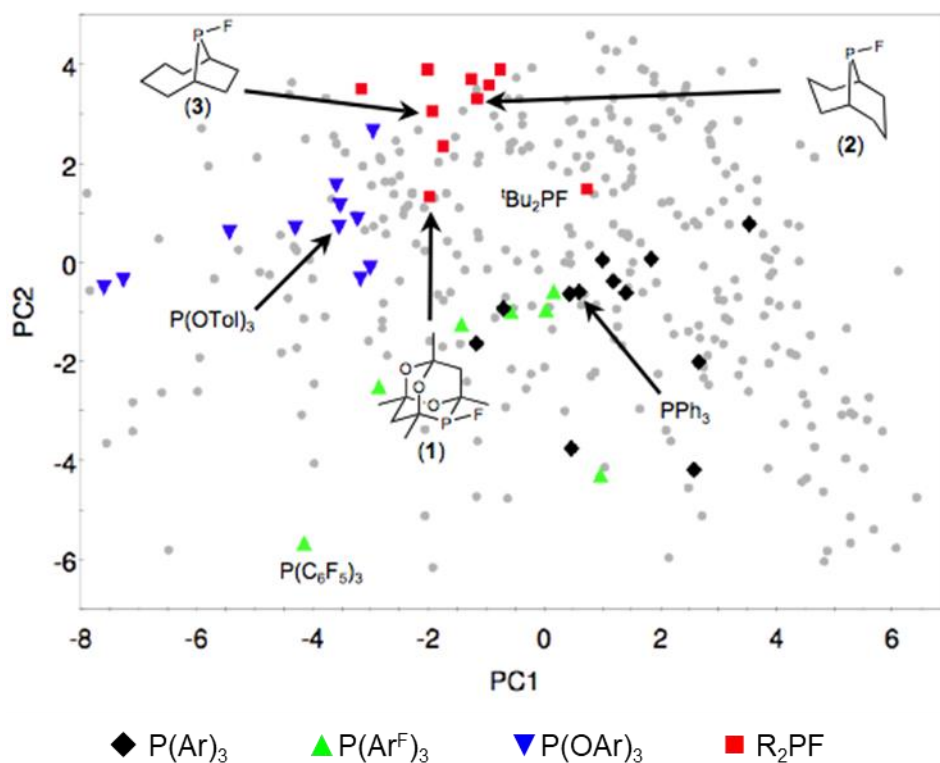 P F
(3)
P F
(2)
ᵗBu₂PF
P(OTol)₃
O
O
O
P F
(1)
PPh₃
P(C₆F₅)₃
PC2
4
2
0
-2
-4
-6
-8 -6 -4 -2 0 2 4 6
PC1
P(Ar)₃ P(Arᶠ)₃ P(OAr)₃ R₂PF